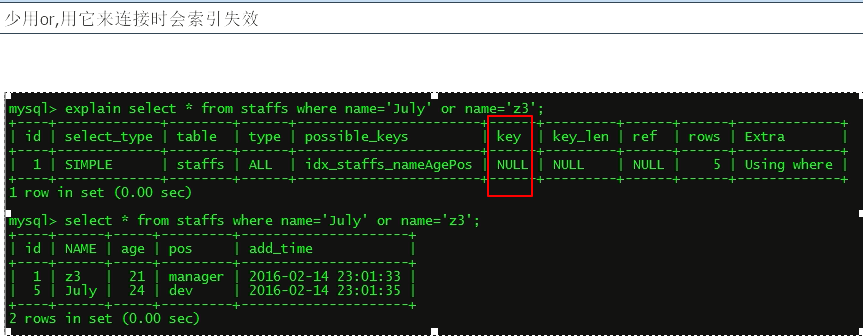 少用or,用它来连接时会索引失效
mysql> explain select * from staffs where name='July' or name='z3';
+----+-------------+--------+------+-----------------------+------+---------+------+------+-------------+
| id | select_type | table  | type | possible_keys         | key  | key_len | ref  | rows | Extra       |
+----+-------------+--------+------+-----------------------+------+---------+------+------+-------------+
|  1 | SIMPLE      | staffs | ALL  | idx_staffs_nameAgePos | NULL | NULL    | NULL |    5 | Using where |
+----+-------------+--------+------+-----------------------+------+---------+------+------+-------------+
1 row in set (0.00 sec)
mysql> select * from staffs where name='July' or name='z3';
+----+------+-----+---------+---------------------+
| id | NAME | age | pos     | add_time            |
+----+------+-----+---------+---------------------+
|  1 | z3   |  21 | manager | 2016-02-14 23:01:33 |
|  5 | July |  24 | dev     | 2016-02-14 23:01:35 |
+----+------+-----+---------+---------------------+
2 rows in set (0.00 sec)